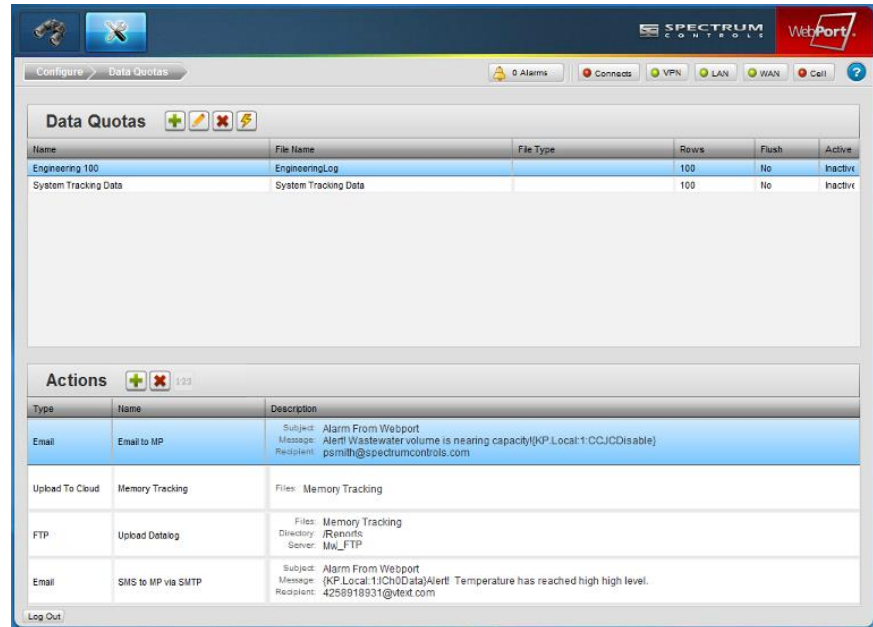 SPECTRUM
CONTROLS
WebPort.
Configure > Data Quotas
0 Alarms Connects VPN LAN WAN Cell ?
Data Quotas
Name File Name File Type Rows Flush Active
Engineering 100 EngineeringLog 100 No Inactive
System Tracking Data System Tracking Data 100 No Inactive
Actions 123
Type Name Description
Subject: Alarm From Webport
Email Email to MP Message: Alert! Wastewater volume is nearing capacity!{KP.Local:1:CCJCDisable}
Recipient: psmith@spectrumcontrols.com
Upload To Cloud Memory Tracking Files: Memory Tracking
Files: Memory Tracking
FTP Upload Datalog Directory: /Reports
Server: MW_FTP
Subject: Alarm From Webport
Email SMS to MP via SMTP Message: {KP.Local:1:ICh0Data}Alert! Temperature has reached high high level.
Recipient: 4258918931@vtext.com
Log Out